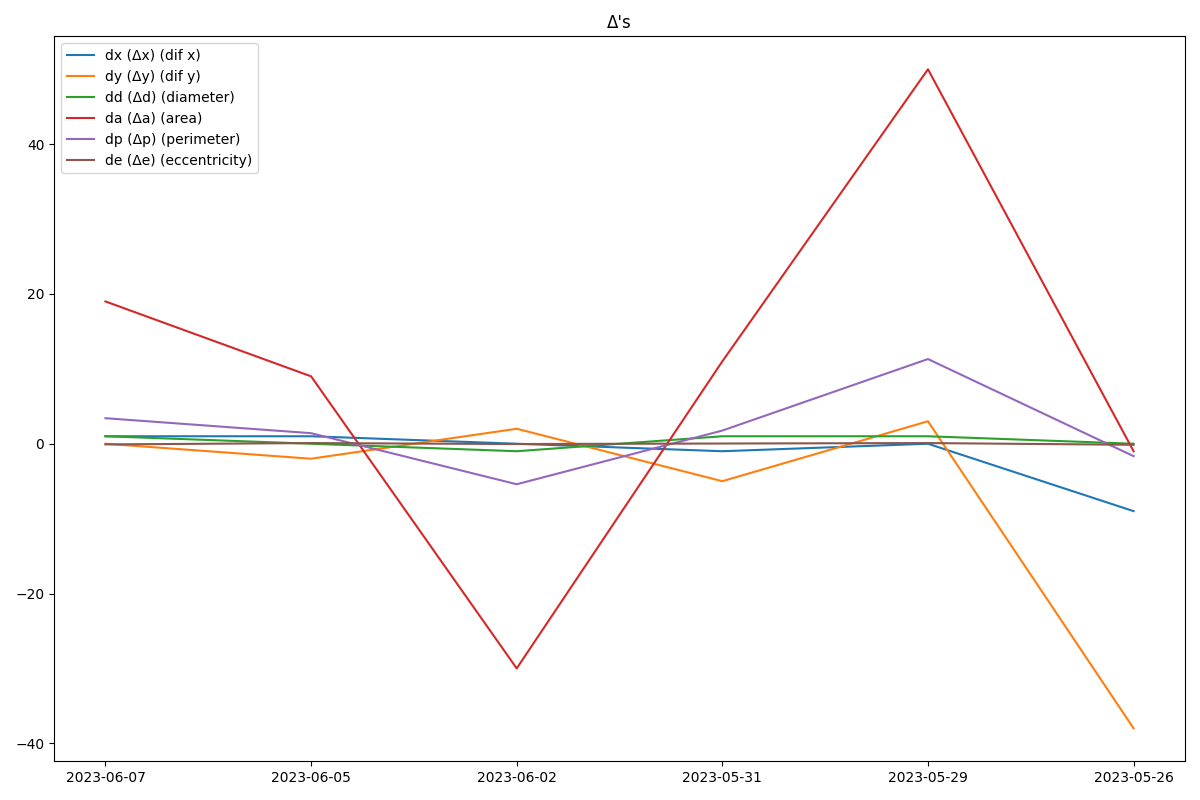 Δ's
dx (Δx) (dif x)
dy (Δy) (dif y)
dd (Δd) (diameter)
da (Δa) (area)
dp (Δp) (perimeter)
de (Δe) (eccentricity)
40
20
0
−20
−40
2023-06-07 2023-06-05 2023-06-02 2023-05-31 2023-05-29 2023-05-26